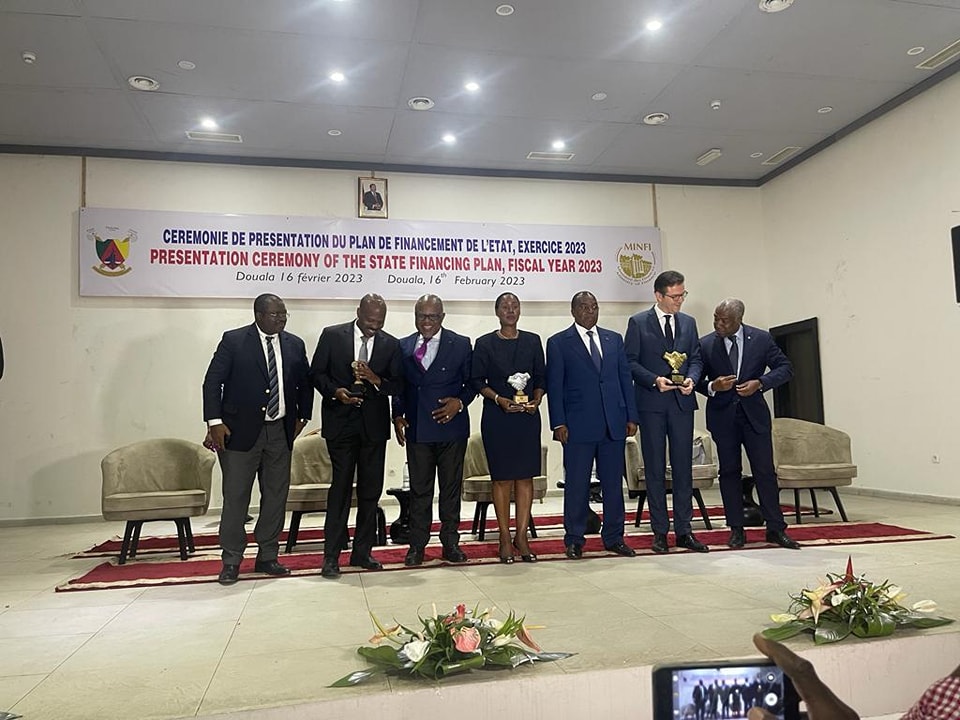 CEREMONIE DE PRESENTATION DU PLAN DE FINANCEMENT DE L'ETAT, EXERCICE 2023
PRESENTATION CEREMONY OF THE STATE FINANCING PLAN, FISCAL YEAR 2023
Douala 16 février 2023 Douala, 16th February 2023
MINFI